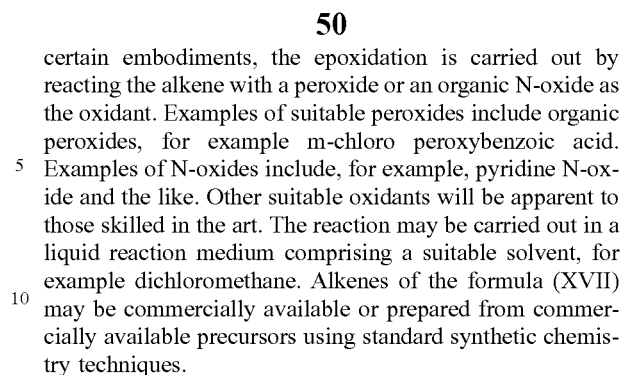 50
certain embodiments, the epoxidation is carried out by
reacting the alkene with a peroxide or an organic N-oxide as
the oxidant. Examples of suitable peroxides include organic
peroxides, for example m-chloro peroxybenzoic acid.
5 Examples of N-oxides include, for example, pyridine N-ox-
ide and the like. Other suitable oxidants will be apparent to
those skilled in the art. The reaction may be carried out in a
liquid reaction medium comprising a suitable solvent, for
example dichloromethane. Alkenes of the formula (XVII)
10 may be commercially available or prepared from commer-
cially available precursors using standard synthetic chemis-
try techniques.